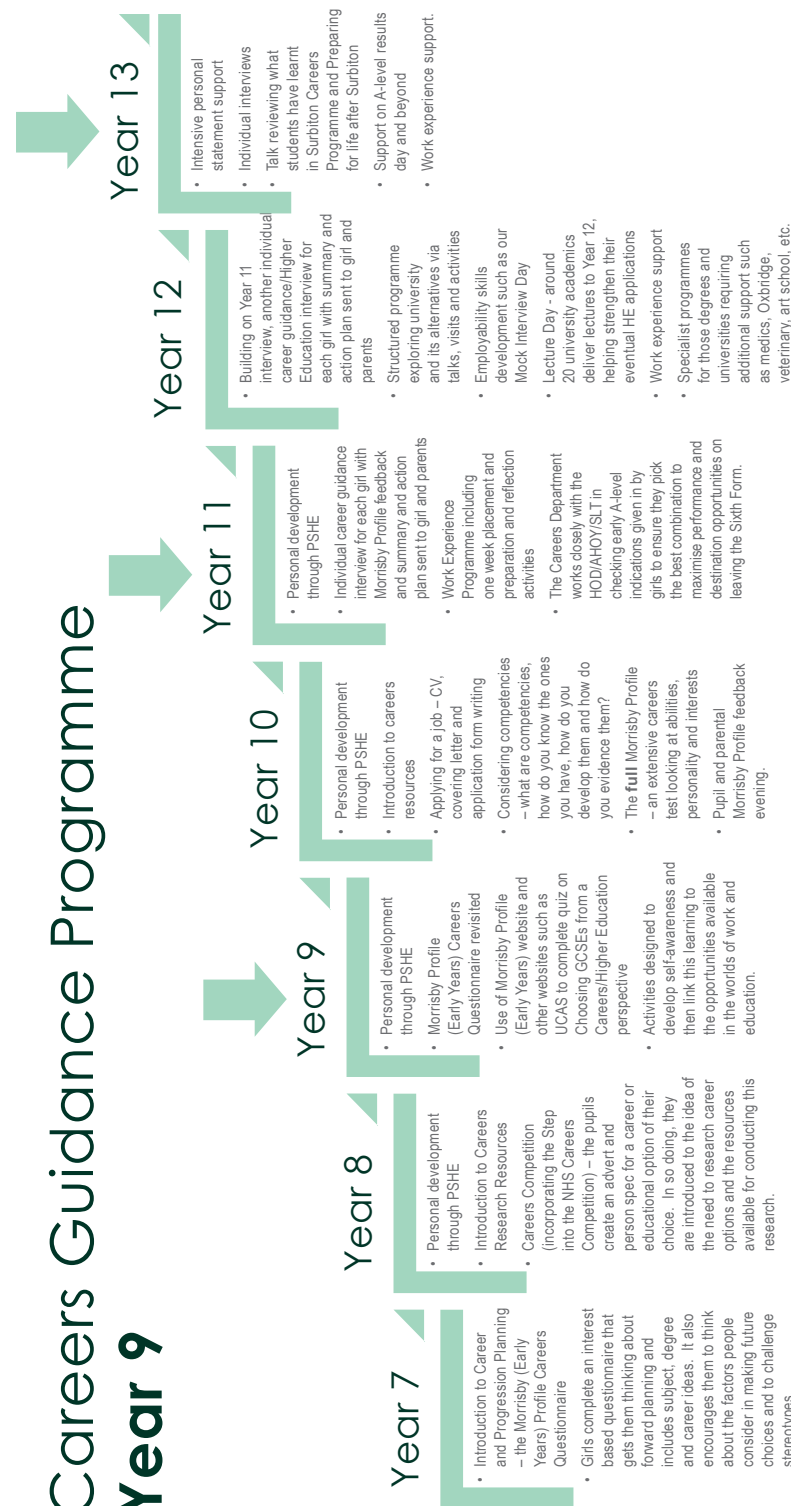 Careers Guidance Programme
Year 9
Year 7
• Introduction to Career
and Progression Planning
– the Morrisby (Early
Years) Profile Careers
Questionnaire
• Girls complete an interest
based questionnaire that
gets them thinking about
forward planning and
includes subject, degree
and career ideas. It also
encourages them to think
about the factors people
consider in making future
choices and to challenge
stereotypes
Year 8
• Personal development
through PSHE
• Introduction to Careers
Research Resources
• Careers Competition
(incorporating the Step
into the NHS Careers
Competition) – the pupils
create an advert and
person spec for a career or
educational option of their
choice. In so doing, they
are introduced to the idea of
the need to research career
options and the resources
available for conducting this
research.
Year 9
• Personal development
through PSHE
• Morrisby Profile
(Early Years) Careers
Questionnaire revisited
• Use of Morrisby Profile
(Early Years) website and
other websites such as
UCAS to complete quiz on
Choosing GCSEs from a
Careers/Higher Education
perspective
• Activities designed to
develop self-awareness and
then link this learning to
the opportunities available
in the worlds of work and
education.
Year 10
• Personal development
through PSHE
• Introduction to careers
resources
• Applying for a job – CV,
covering letter and
application form writing
• Considering competencies
– what are competencies,
how do you know the ones
you have, how do you
develop them and how do
you evidence them?
• The full Morrisby Profile
– an extensive careers
test looking at abilities,
personality and interests
• Pupil and parental
Morrisby Profile feedback
evening.
Year 11
• Personal development
through PSHE
• Individual career guidance
interview for each girl with
Morrisby Profile feedback
and summary and action
plan sent to girl and parents
• Work Experience
Programme including
one week placement and
preparation and reflection
activities
• The Careers Department
works closely with the
HOD/AHOY/SLT in
checking early A-level
indications given in by
girls to ensure they pick
the best combination to
maximise performance and
destination opportunities on
leaving the Sixth Form.
Year 12
• Building on Year 11
interview, another individual
career guidance/Higher
Education interview for
each girl with summary and
action plan sent to girl and
parents
• Structured programme
exploring university
and its alternatives via
talks, visits and activities
• Employability skills
development such as our
Mock Interview Day
• Lecture Day - around
20 university academics
deliver lectures to Year 12,
helping strengthen their
eventual HE applications
• Work experience support
• Specialist programmes
for those degrees and
universities requiring
additional support such
as medics, Oxbridge,
veterinary, art school, etc.
Year 13
• Intensive personal
statement support
• Individual interviews
• Talk reviewing what
students have learnt
in Surbiton Careers
Programme and Preparing
for life after Surbiton
• Support on A-level results
day and beyond
• Work experience support.